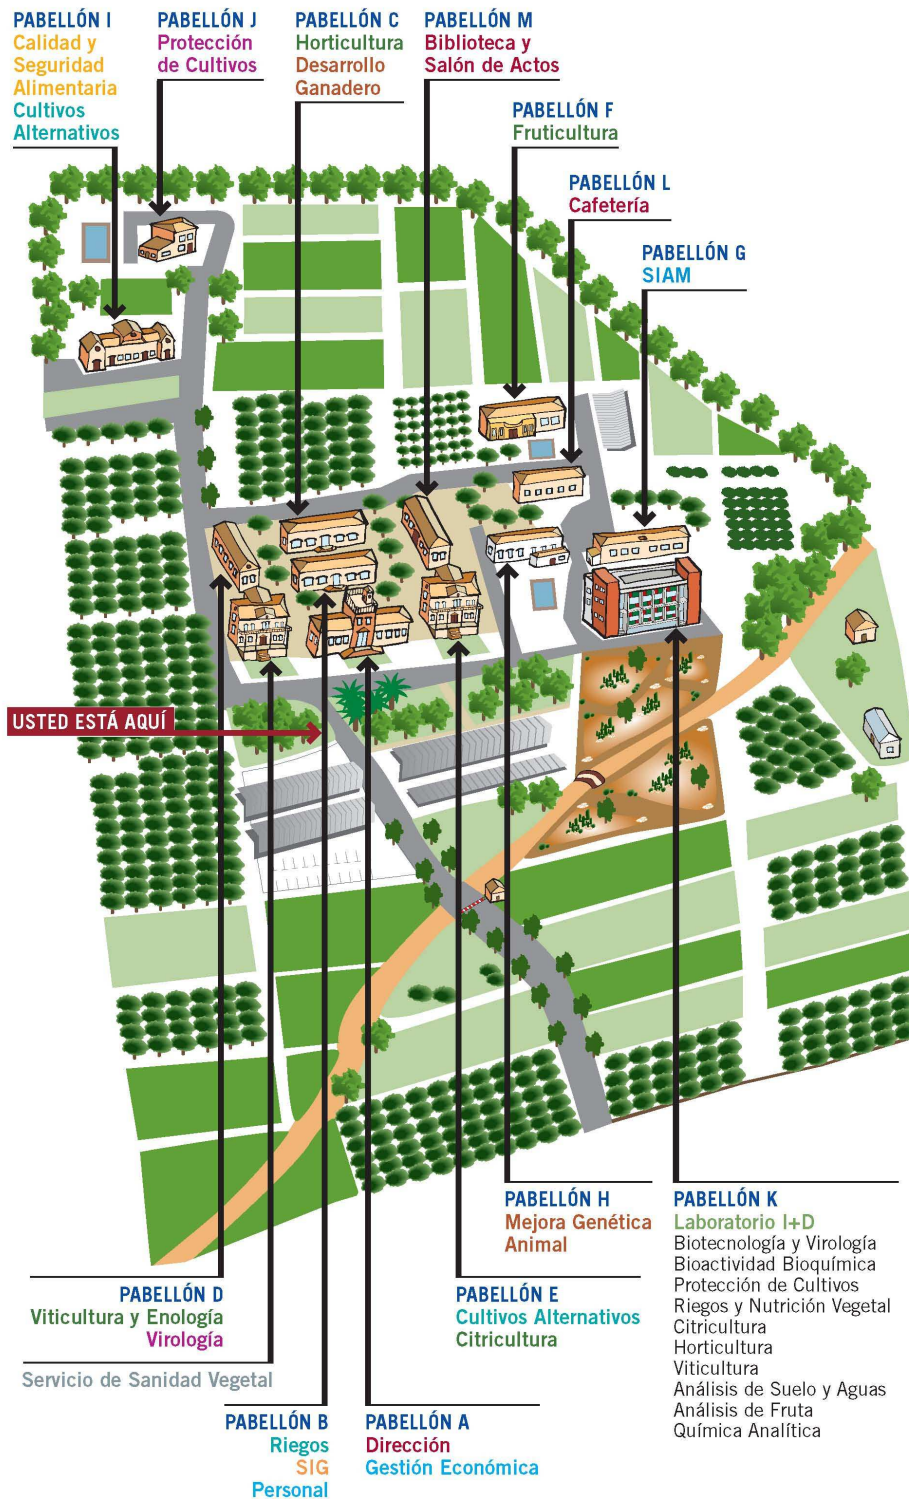 PABELLÓN I
Calidad y
Seguridad
Alimentaria
Cultivos
Alternativos
PABELLÓN J
Protección
de Cultivos
PABELLÓN C
Horticultura
Desarrollo
Ganadero
PABELLÓN M
Biblioteca y
Salón de Actos
PABELLÓN F
Fruticultura
PABELLÓN L
Cafetería
PABELLÓN G
SIAM
USTED ESTÁ AQUÍ
PABELLÓN D
Viticultura y Enología
Virología
Servicio de Sanidad Vegetal
PABELLÓN B
Riegos
SIG
Personal
PABELLÓN A
Dirección
Gestión Económica
PABELLÓN E
Cultivos Alternativos
Citricultura
PABELLÓN H
Mejora Genética
Animal
PABELLÓN K
Laboratorio I+D
Biotecnología y Virología
Bioactividad Bioquímica
Protección de Cultivos
Riegos y Nutrición Vegetal
Citricultura
Horticultura
Viticultura
Análisis de Suelo y Aguas
Análisis de Fruta
Química Analítica